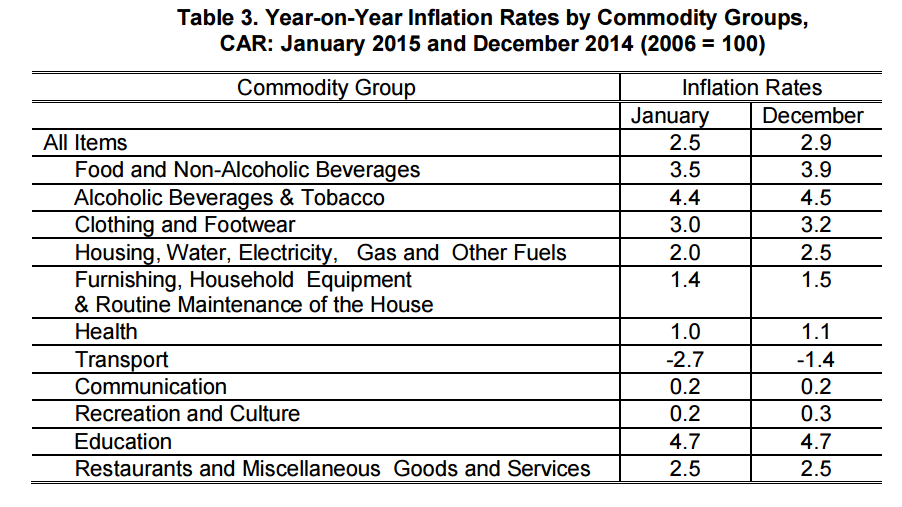 Table 3. Year-on-Year Inflation Rates by Commodity Groups,
CAR: January 2015 and December 2014 (2006 = 100)
Commodity Group Inflation Rates
January December
All Items 2.5 2.9
Food and Non-Alcoholic Beverages 3.5 3.9
Alcoholic Beverages & Tobacco 4.4 4.5
Clothing and Footwear 3.0 3.2
Housing, Water, Electricity, Gas and Other Fuels 2.0 2.5
Furnishing, Household Equipment 1.4 1.5
& Routine Maintenance of the House
Health 1.0 1.1
Transport -2.7 -1.4
Communication 0.2 0.2
Recreation and Culture 0.2 0.3
Education 4.7 4.7
Restaurants and Miscellaneous Goods and Services 2.5 2.5